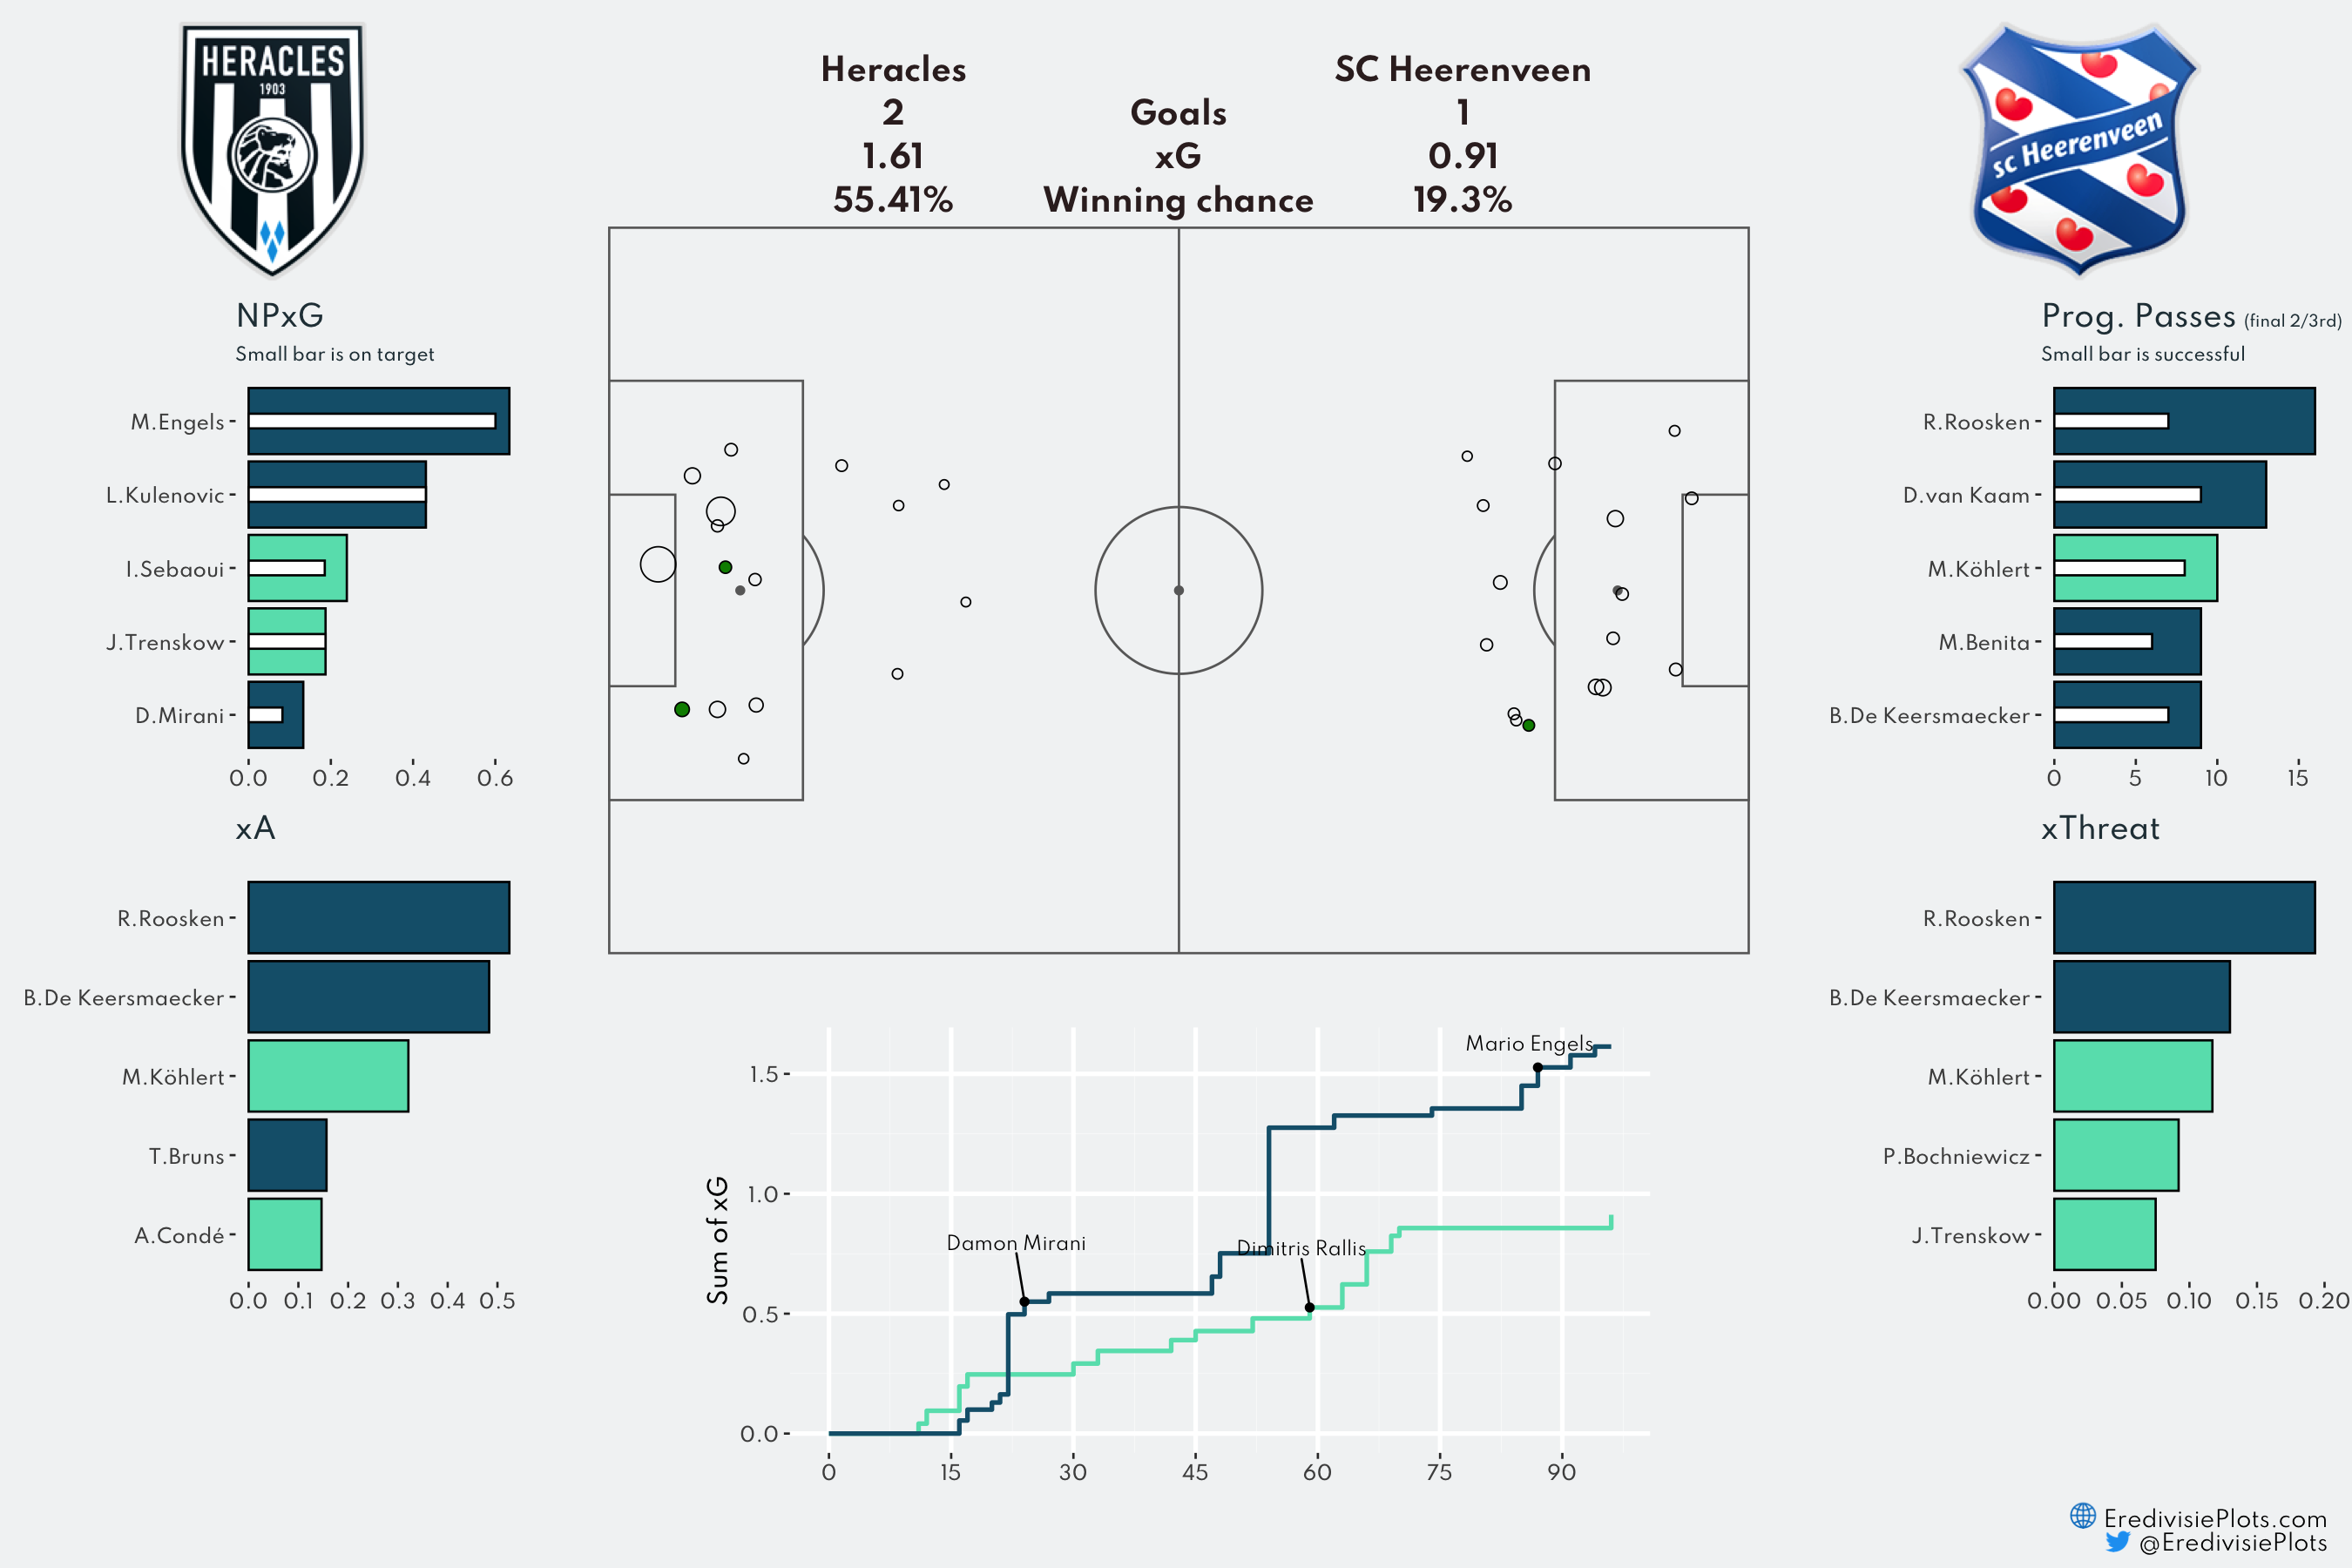 HERACLES
1903
Heracles SC Heerenveen
2 Goals 1
1.61 xG 0.91
55.41% Winning chance 19.3%
sc Heerenveen
NPxG
Small bar is on target
M.Engels
L.Kulenovic
I.Sebaoui
J.Trenskow
D.Mirani
0.0 0.2 0.4 0.6
xA
R.Roosken
B.De Keersmaecker
M.Köhlert
T.Bruns
A.Condé
0.0 0.1 0.2 0.3 0.4 0.5
Sum of xG
1.5
1.0
0.5
0.0
Mario Engels
Damon Mirani
Dimitris Rallis
0 15 30 45 60 75 90
Prog. Passes (final 2/3rd)
Small bar is successful
R.Roosken
D.van Kaam
M.Köhlert
M.Benita
B.De Keersmaecker
0 5 10 15
xThreat
R.Roosken
B.De Keersmaecker
M.Köhlert
P.Bochniewicz
J.Trenskow
0.00 0.05 0.10 0.15 0.20
EredivisiePlots.com
@EredivisiePlots